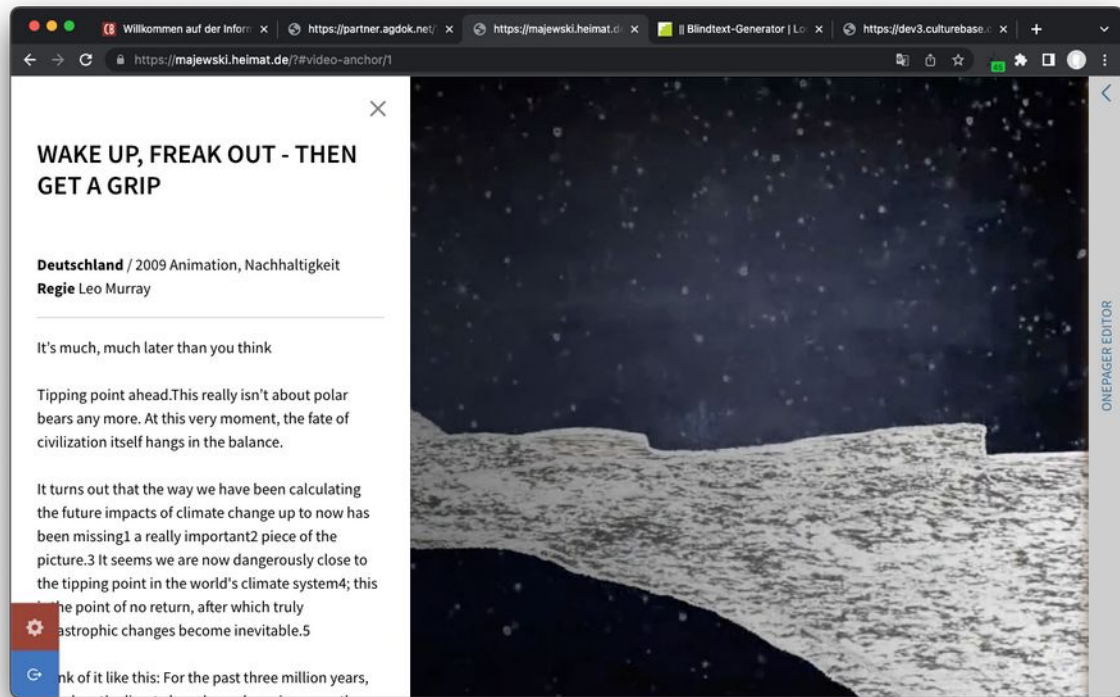 Willkommen auf der Inforn
https://partner.agdok.net/
https://majewski.heimat.d
|| Blindtext-Generator | Lo
https://dev3.culturebase.c
https://majewski.heimat.de/?#video-anchor/1
45
WAKE UP, FREAK OUT - THEN
GET A GRIP
Deutschland / 2009 Animation, Nachhaltigkeit
Regie Leo Murray
It's much, much later than you think
Tipping point ahead.This really isn't about polar
bears any more. At this very moment, the fate of
civilization itself hangs in the balance.
It turns out that the way we have been calculating
the future impacts of climate change up to now has
been missing1 a really important2 piece of the
picture.3 It seems we are now dangerously close to
the tipping point in the world's climate system4; this
the point of no return, after which truly
astrophic changes become inevitable.5
nk of it like this: For the past three million years,
ONEPAGER EDITOR